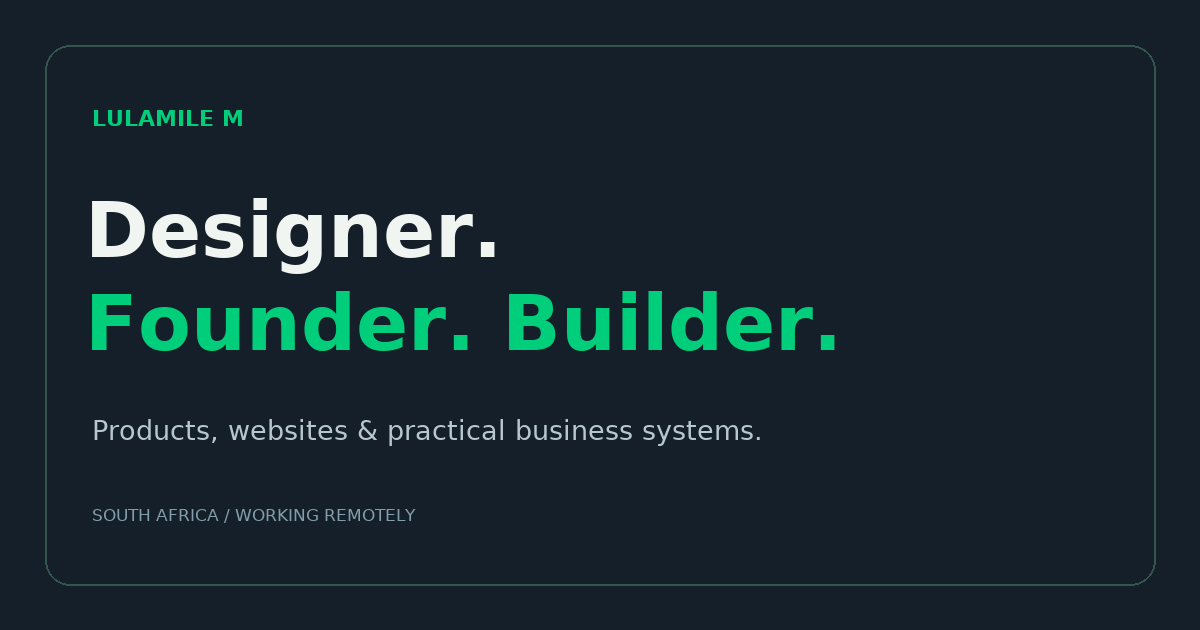 LULAMILE M
Designer.
Founder. Builder.
Products, websites & practical business systems.
SOUTH AFRICA / WORKING REMOTELY